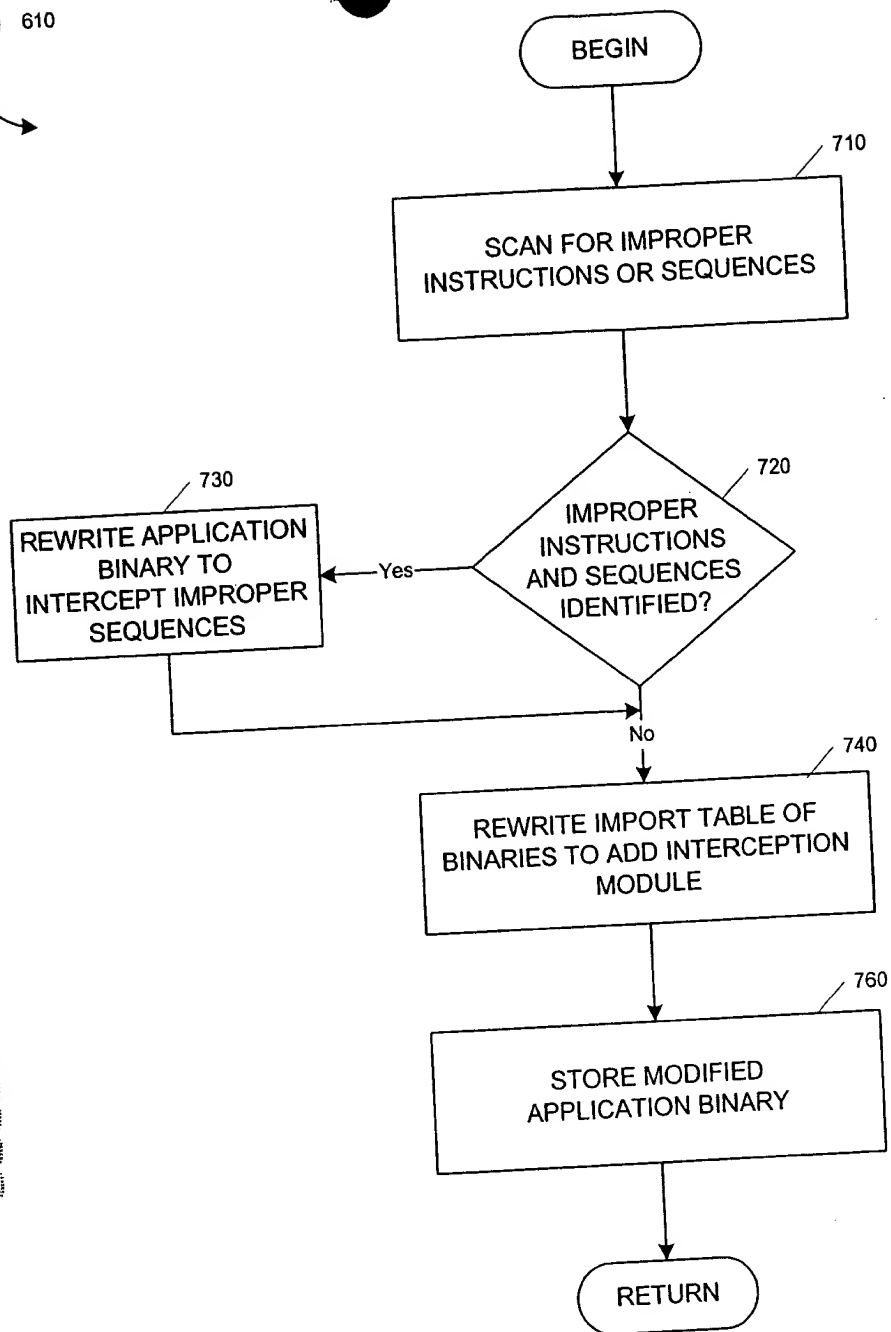 610
BEGIN
710
SCAN FOR IMPROPER
INSTRUCTIONS OR SEQUENCES
720
IMPROPER
INSTRUCTIONS
AND SEQUENCES
IDENTIFIED?
730
REWRITE APPLICATION
BINARY TO
INTERCEPT IMPROPER
SEQUENCES
Yes
No
740
REWRITE IMPORT TABLE OF
BINARIES TO ADD INTERCEPTION
MODULE
760
STORE MODIFIED
APPLICATION BINARY
RETURN